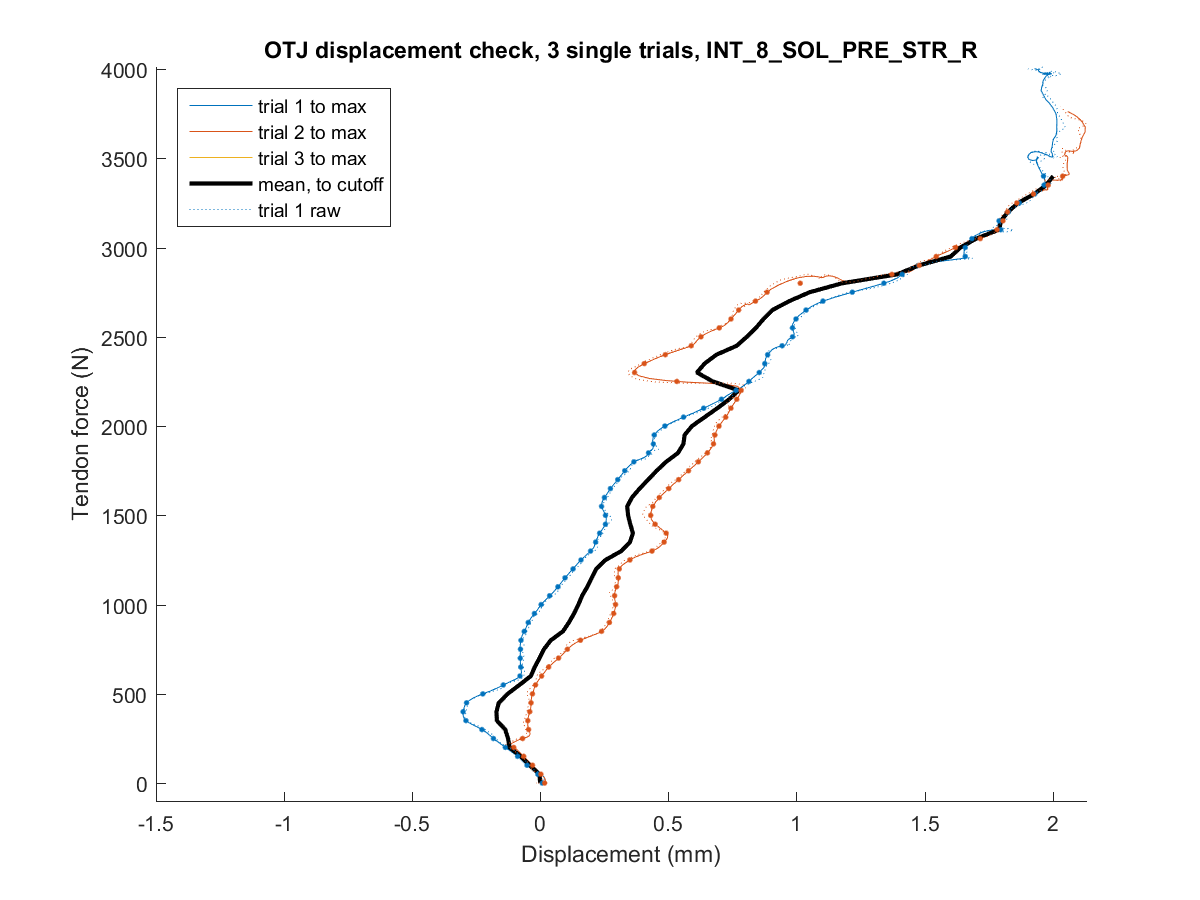 OTJ displacement check, 3 single trials, INT_8_SOL_PRE_STR_R
4000
3500
3000
2500
2000
1500
1000
500
0
Tendon force (N)
trial 1 to max
trial 2 to max
trial 3 to max
mean, to cutoff
trial 1 raw
-1.5
-1
-0.5
0
0.5
1
1.5
2
Displacement (mm)